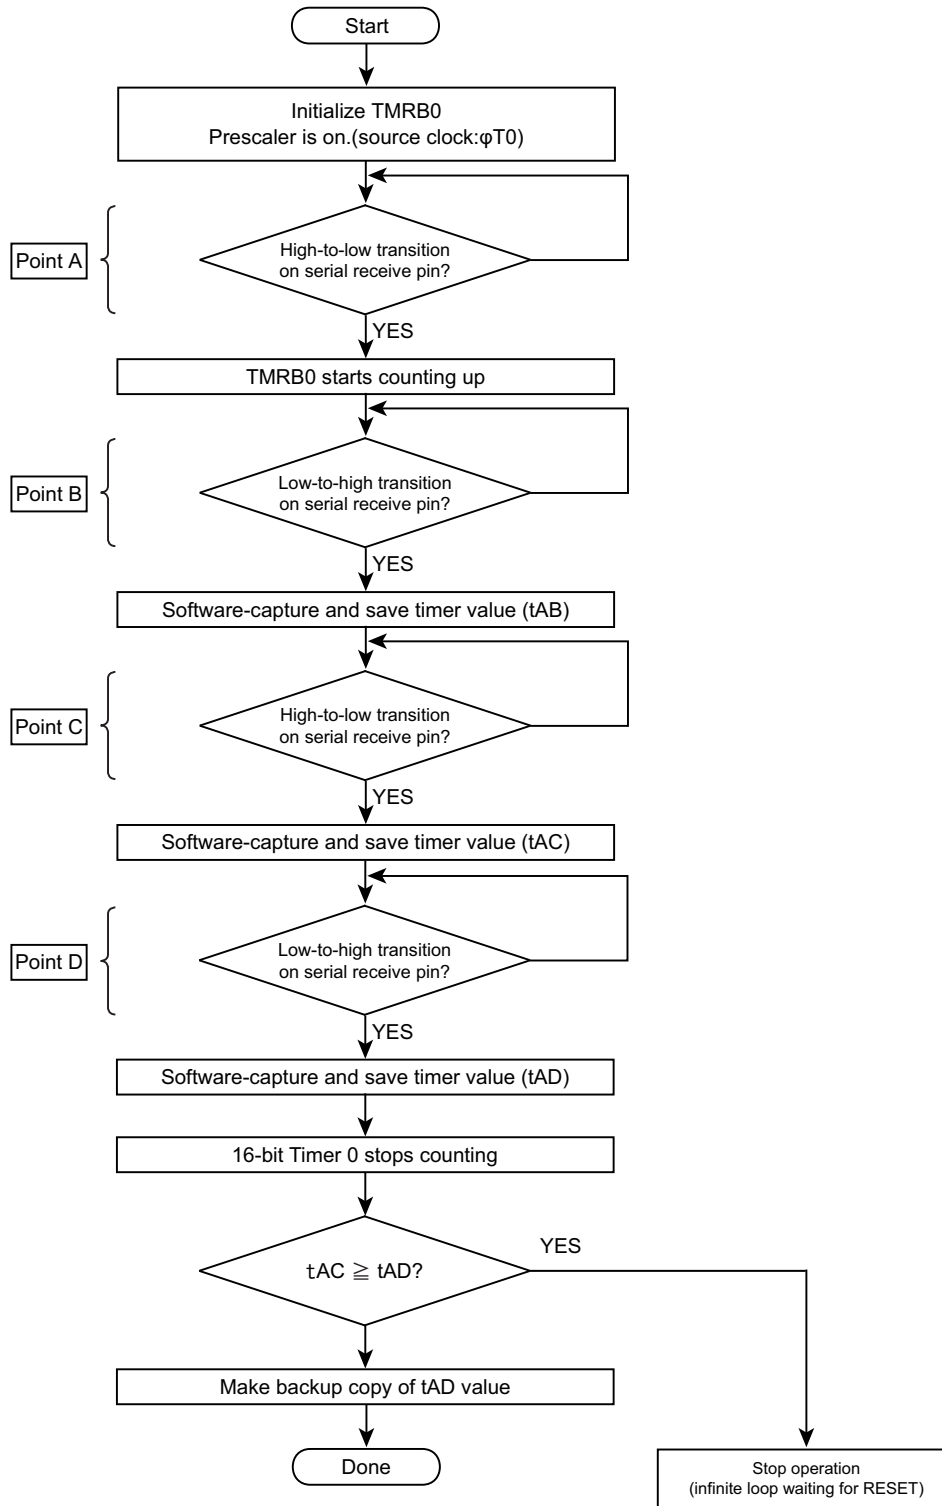 Start
Initialize TMRB0
Prescaler is on.(source clock:φT0)
Point A
High-to-low transition
on serial receive pin?
YES
TMRB0 starts counting up
Point B
Low-to-high transition
on serial receive pin?
YES
Software-capture and save timer value (tAB)
Point C
High-to-low transition
on serial receive pin?
YES
Software-capture and save timer value (tAC)
Point D
Low-to-high transition
on serial receive pin?
YES
Software-capture and save timer value (tAD)
16-bit Timer 0 stops counting
tAC ≧ tAD?
YES
Make backup copy of tAD value
Done
Stop operation
(infinite loop waiting for RESET)